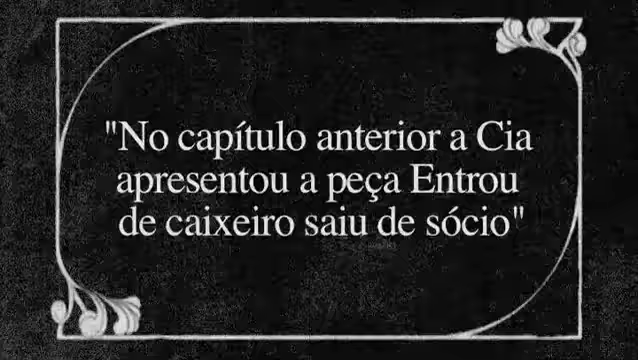 "No capítulo anterior a Cia
apresentou a peça Entrou
de caixeiro saiu de sócio"